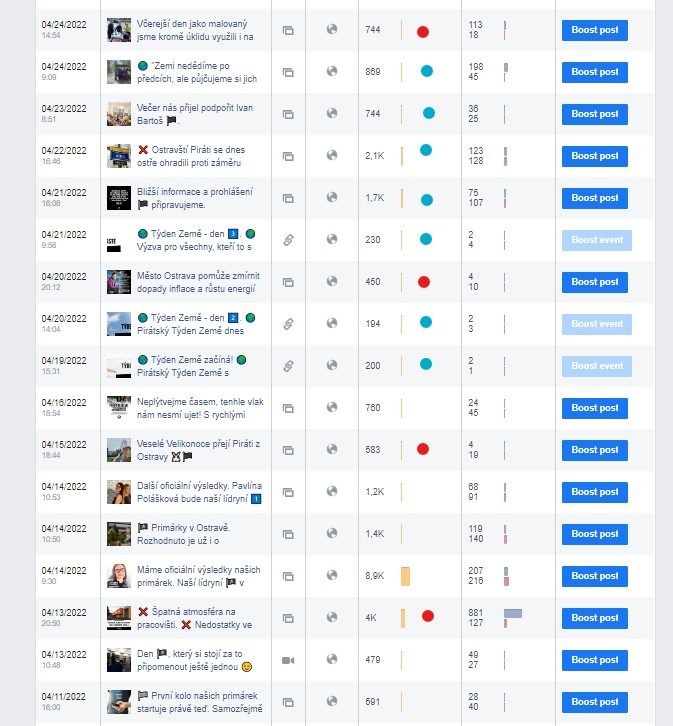 04/24/2022
14:54
Včerejší den jako malovaný
jsme kromě úklidu využili i na
744
113
18
Boost post
04/24/2022
9:09
"Zemi nedědíme po
předcích, ale půjčujeme si jich
869
198
45
Boost post
04/23/2022
8:51
Večer nás přijel podpořit Ivan
Bartoš
744
36
25
Boost post
04/22/2022
16:46
Ostravští Piráti se dnes
ostře ohradili proti záměru
2,1K
123
128
Boost post
04/21/2022
16:08
Bližší informace a prohlášení
připravujeme.
1,7K
75
107
Boost post
04/21/2022
9:56
Týden Země - den 3.
Výzva pro všechny, kteří to s
230
2
4
Boost event
04/20/2022
20:12
Město Ostrava pomůže zmírnit
dopady inflace a růstu energií
450
4
10
Boost post
04/20/2022
14:04
Týden Země - den 2.
Pirátský Týden Země dnes
194
2
3
Boost event
04/19/2022
15:31
Týden Země začíná!
Pirátský Týden Země s
200
2
1
Boost event
04/16/2022
18:54
Neplýtvejme časem, tenhle vlak
nám nesmí ujet! S rychlými
760
24
45
Boost post
04/15/2022
18:44
Veselé Velikonoce přejí Piráti z
Ostravy
583
4
19
Boost post
04/14/2022
10:53
Další oficiální výsledky. Pavlína
Polášková bude naší lídryní 1
1,2K
68
91
Boost post
04/14/2022
10:50
Primárky v Ostravě.
Rozhodnuto je už i o
1,4K
119
140
Boost post
04/14/2022
9:30
Máme oficiální výsledky našich
primárek. Naší lídryní v
8,9K
207
216
Boost post
04/13/2022
20:50
Špatná atmosféra na
pracovišti. Nedostatky ve
4K
881
127
Boost post
04/13/2022
10:48
Den , který si stojí za to
připomenout ještě jednou
479
49
27
Boost post
04/11/2022
16:00
První kolo našich primárek
startuje právě teď. Samozřejmě
591
28
40
Boost post